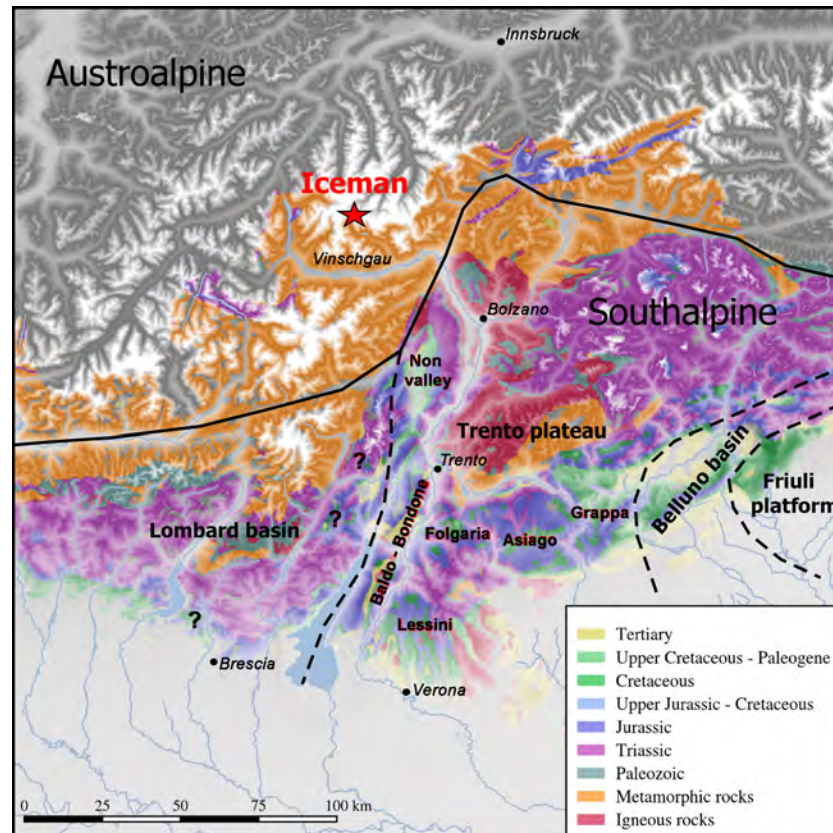 Innsbruck
Austroalpine
Iceman
Vinschgau
Bolzano
Southalpine
Non
valley
?
Trento plateau
Trento
Belluno basin
Friuli
platform
Lombard basin
?
Baldo - Bondone
Folgaria
Asiago
Grappa
?
Lessini
Brescia
Verona
Tertiary
Upper Cretaceous - Paleogene
Cretaceous
Upper Jurassic - Cretaceous
Jurassic
Triassic
Paleozoic
Metamorphic rocks
Igneous rocks
0 25 50 75 100 km